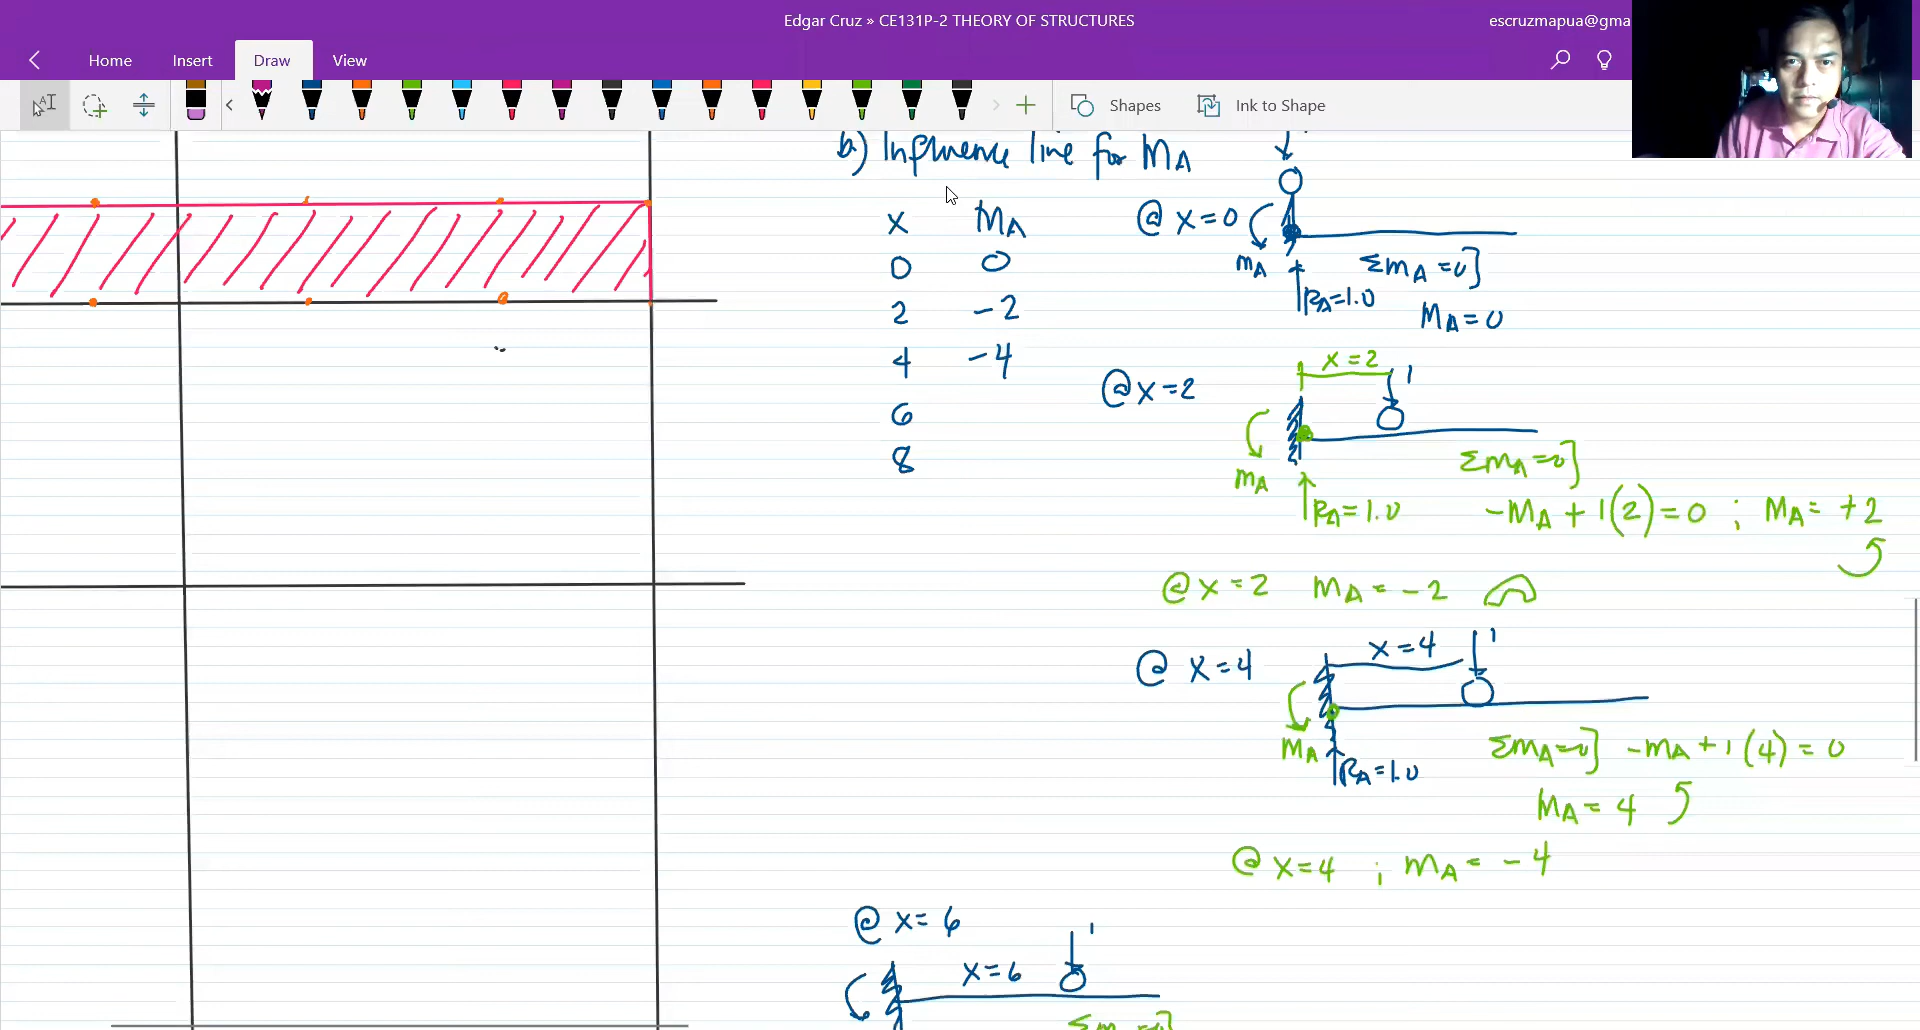 Edgar Cruz » CE131P-2 THEORY OF STRUCTURES
escruzmapua@gma
Home Insert Draw View
Shapes Ink to Shape
b) Influence line for MA
x MA
0 0
2 -2
4 -4
6
8
@ x=0
MA
RA=1.0
ΣMA=0]
MA=0
@ x=2
x=2
1
MA
RA=1.0
ΣMA=0]
-MA + 1(2) = 0 ; MA = +2
@ x=2 MA = -2
@ x=4
x=4
1
MA
RA=1.0
ΣMA=0] -MA + 1(4) = 0
MA = 4
@ x=4 ; MA = -4
@ x=6
x=6
1